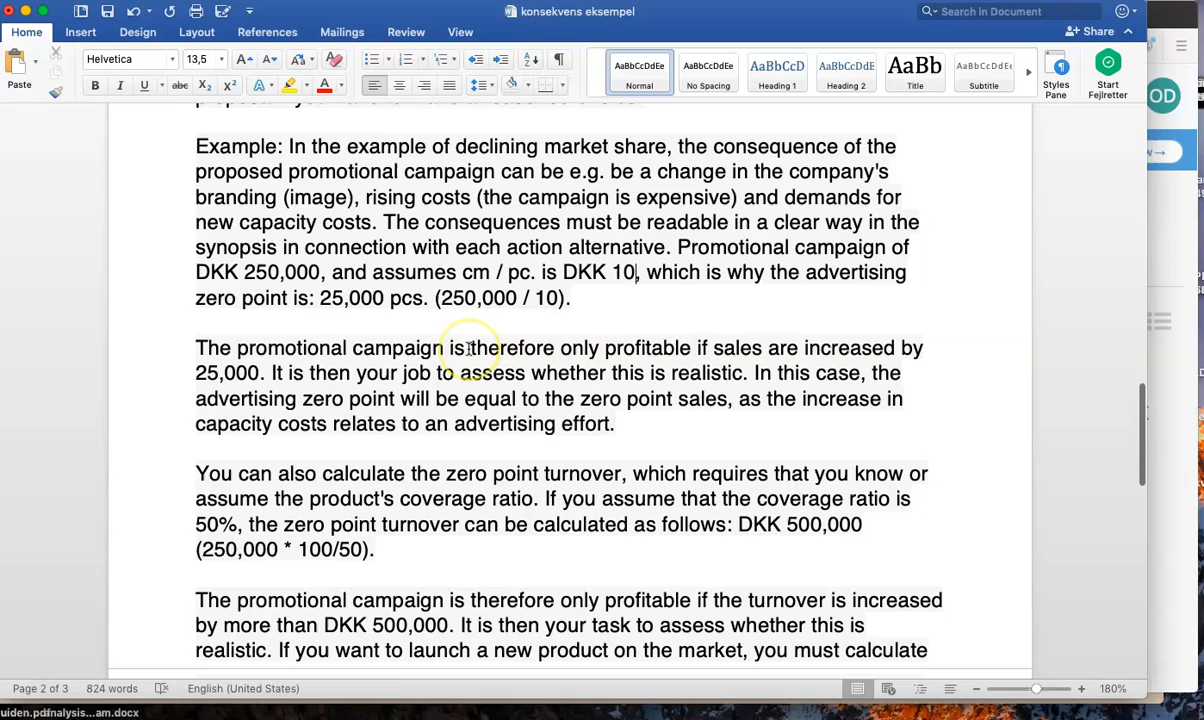 konsekvens eksempel
Search in Document
Home Insert Design Layout References Mailings Review View Share
Helvetica 13,5
Paste
B I U abc X₂ X²
AaBbCcDdEe AaBbCcDdEe AaBbCcD AaBbCcDdE AaBb AaBbCcDdEe
Normal No Spacing Heading 1 Heading 2 Title Subtitle
Styles Pane
Start Fejlretter
OD
Example: In the example of declining market share, the consequence of the
proposed promotional campaign can be e.g. be a change in the company's
branding (image), rising costs (the campaign is expensive) and demands for
new capacity costs. The consequences must be readable in a clear way in the
synopsis in connection with each action alternative. Promotional campaign of
DKK 250,000, and assumes cm / pc. is DKK 10, which is why the advertising
zero point is: 25,000 pcs. (250,000 / 10).
The promotional campaign is therefore only profitable if sales are increased by
25,000. It is then your job to assess whether this is realistic. In this case, the
advertising zero point will be equal to the zero point sales, as the increase in
capacity costs relates to an advertising effort.
You can also calculate the zero point turnover, which requires that you know or
assume the product's coverage ratio. If you assume that the coverage ratio is
50%, the zero point turnover can be calculated as follows: DKK 500,000
(250,000 * 100/50).
The promotional campaign is therefore only profitable if the turnover is increased
by more than DKK 500,000. It is then your task to assess whether this is
realistic. If you want to launch a new product on the market, you must calculate
Page 2 of 3 824 words English (United States) 180%
uiden.pdfnalysis...am.docx